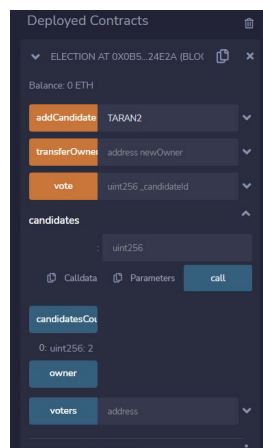 Deployed Contracts
ELECTION AT 0X0B5...24E2A (BLOC
Balance: 0 ETH
addCandidate TARAN2
transferOwner address newOwner
vote uint256 _candidateId
candidates
: uint256
Calldata Parameters call
candidatesCou
0: uint256: 2
owner
voters address